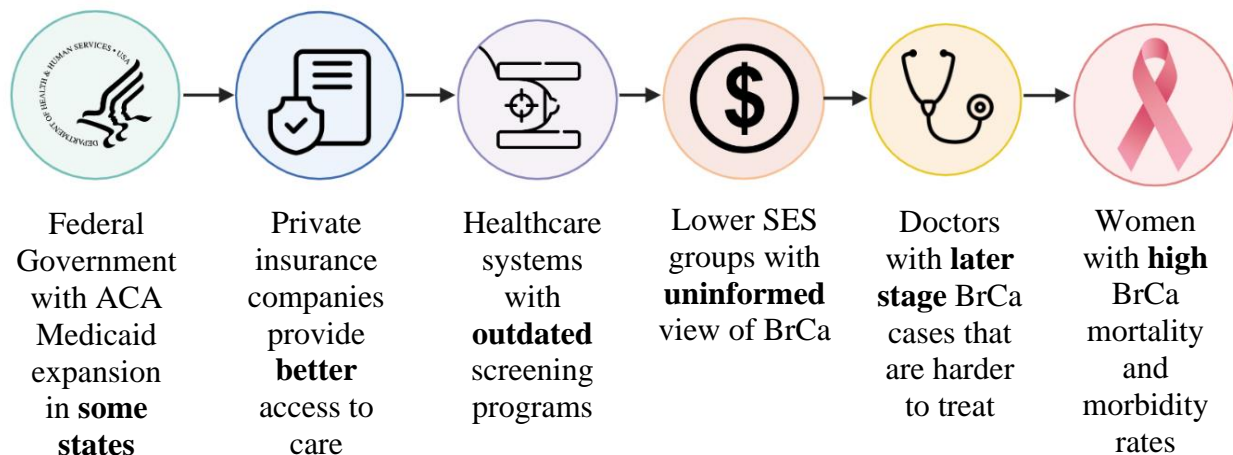 DEPARTMENT OF HEALTH & HUMAN SERVICES • USA
$
Federal
Government
with ACA
Medicaid
expansion
in some
states
Private
insurance
companies
provide
better
access to
care
Healthcare
systems
with
outdated
screening
programs
Lower SES
groups with
uninformed
view of BrCa
Doctors
with later
stage BrCa
cases that
are harder
to treat
Women
with high
BrCa
mortality
and
morbidity
rates